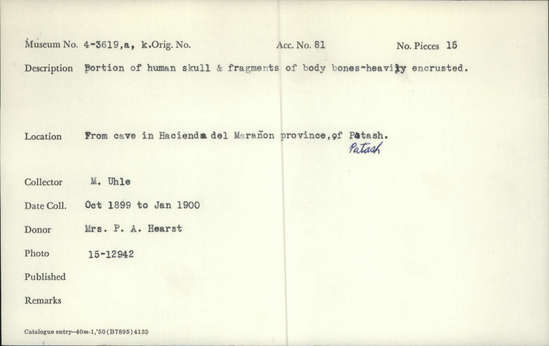 Museum No. 4-3619,a, k. Orig. No. Acc. No. 81 No. Pieces 15
Description Portion of human skull & fragments of body bones-heavily encrusted.
Location From cave in Hacienda del Marañon province, of Patash.
Patash
Collector M. Uhle
Date Coll. Oct 1899 to Jan 1900
Donor Mrs. P. A. Hearst
Photo 15-12942
Published
Remarks
Catalogue entry—40m-1,'50(B7895)4133